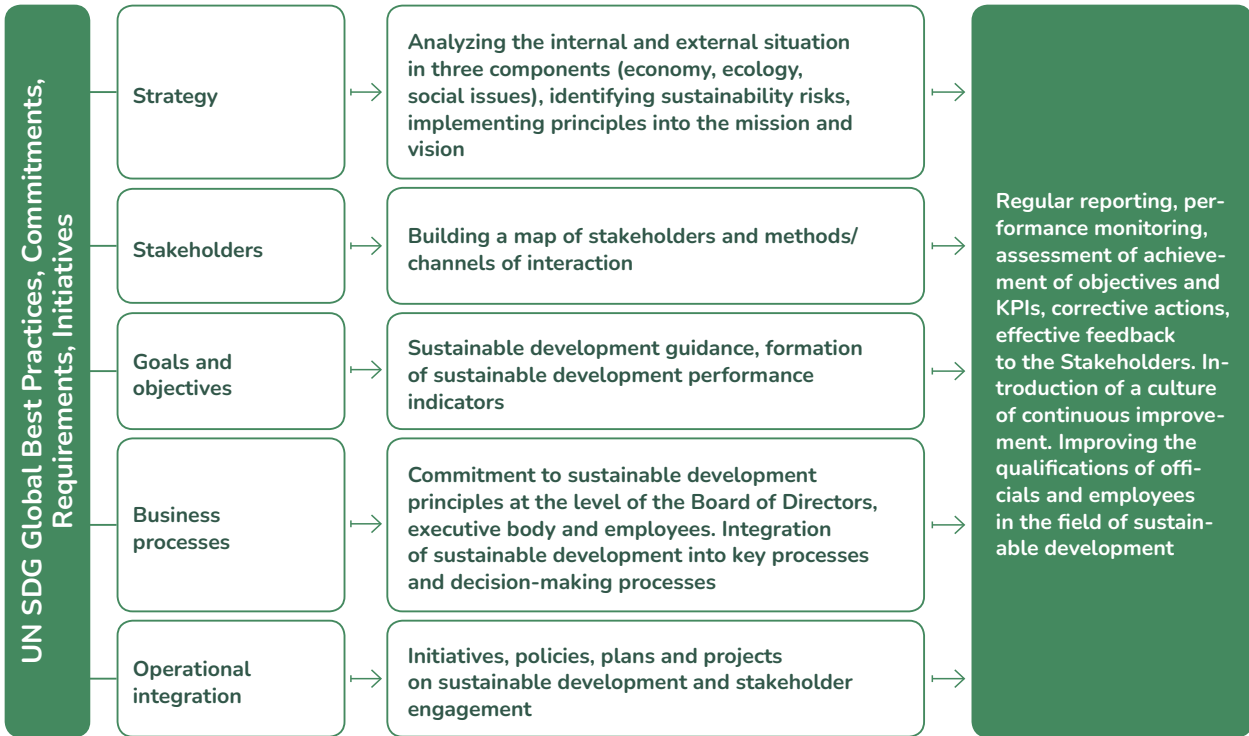 UN SDG Global Best Practices, Commitments,
Requirements, Initiatives
Strategy
Analyzing the internal and external situation
in three components (economy, ecology,
social issues), identifying sustainability risks,
implementing principles into the mission and
vision
Stakeholders
Building a map of stakeholders and methods/
channels of interaction
Goals and
objectives
Sustainable development guidance, formation
of sustainable development performance
indicators
Business
processes
Commitment to sustainable development
principles at the level of the Board of Directors,
executive body and employees. Integration
of sustainable development into key processes
and decision-making processes
Operational
integration
Initiatives, policies, plans and projects
on sustainable development and stakeholder
engagement
Regular reporting, per-
formance monitoring,
assessment of achieve-
ment of objectives and
KPIs, corrective actions,
effective feedback
to the Stakeholders. In-
troduction of a culture
of continuous improve-
ment. Improving the
qualifications of offi-
cials and employees
in the field of sustain-
able development